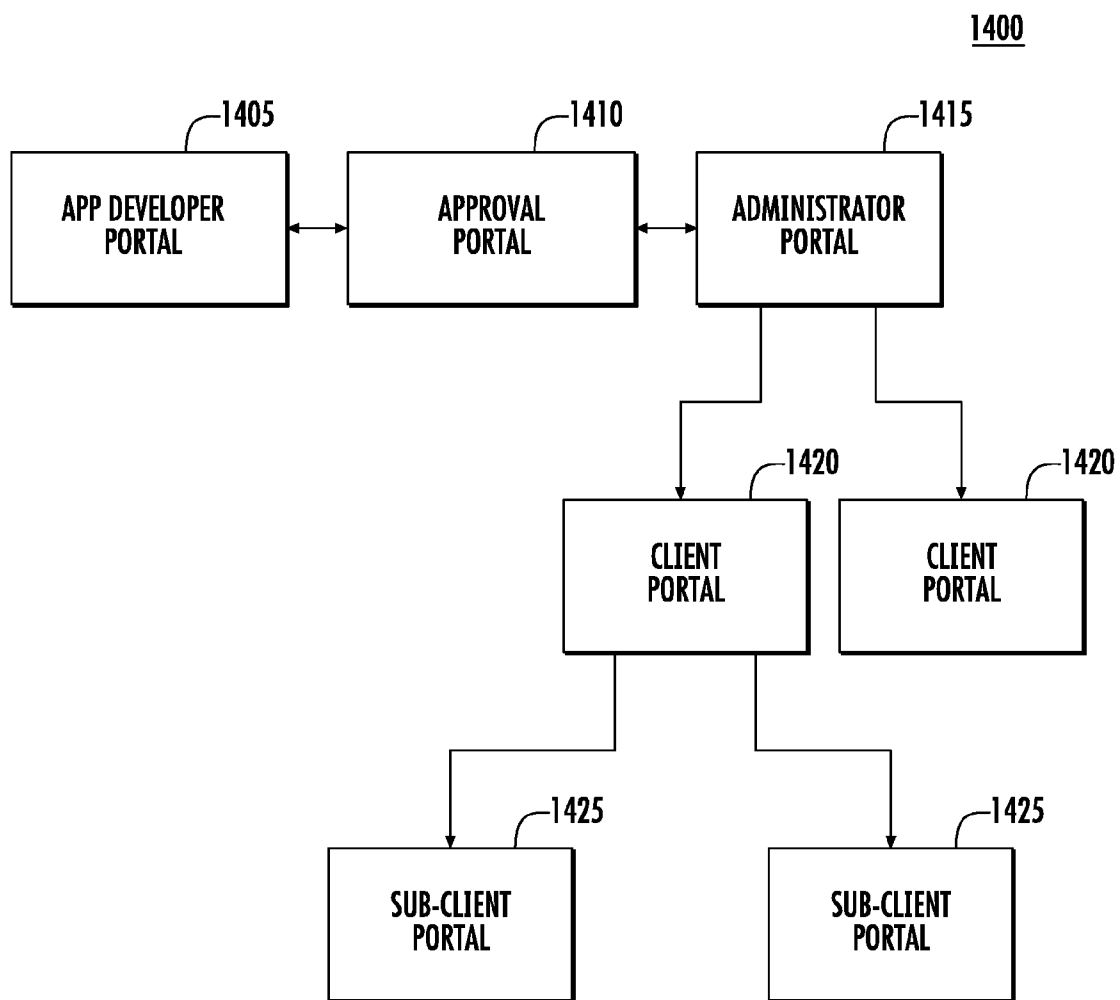 1400
1405
1410
1415
APP DEVELOPER
PORTAL
APPROVAL
PORTAL
ADMINISTRATOR
PORTAL
1420
1420
CLIENT
PORTAL
CLIENT
PORTAL
1425
1425
SUB-CLIENT
PORTAL
SUB-CLIENT
PORTAL